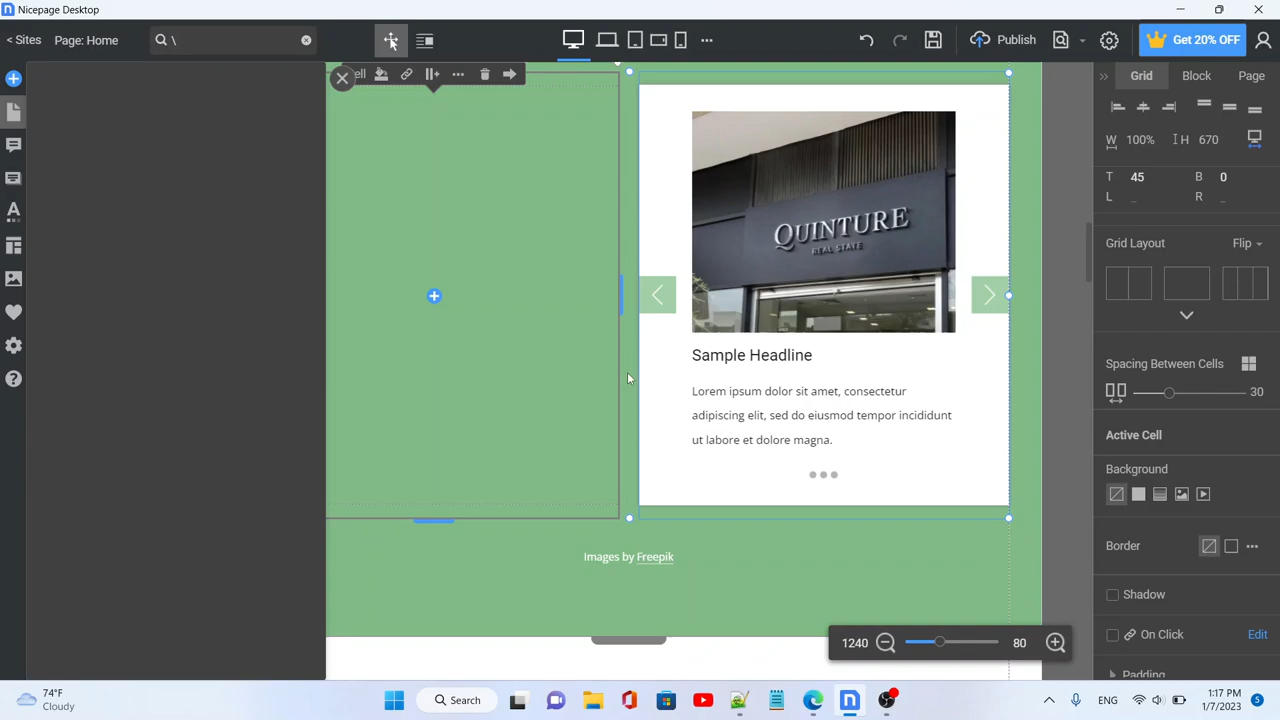 Nicepage Desktop
< Sites
Page: Home
\
Publish
Get 20% OFF
ell
Grid
Block
Page
W
100%
H
670
T
45
B
0
L
_
R
_
Grid Layout
Flip
Spacing Between Cells
30
Active Cell
Background
Border
Shadow
On Click
Edit
Padding
QUINTURE
REAL STATE
Sample Headline
Lorem ipsum dolor sit amet, consectetur
adipiscing elit, sed do eiusmod tempor incididunt
ut labore et dolore magna.
Images by Freepik
1240
80
74°F
Cloudy
Search
ENG
1:17 PM
1/7/2023
5